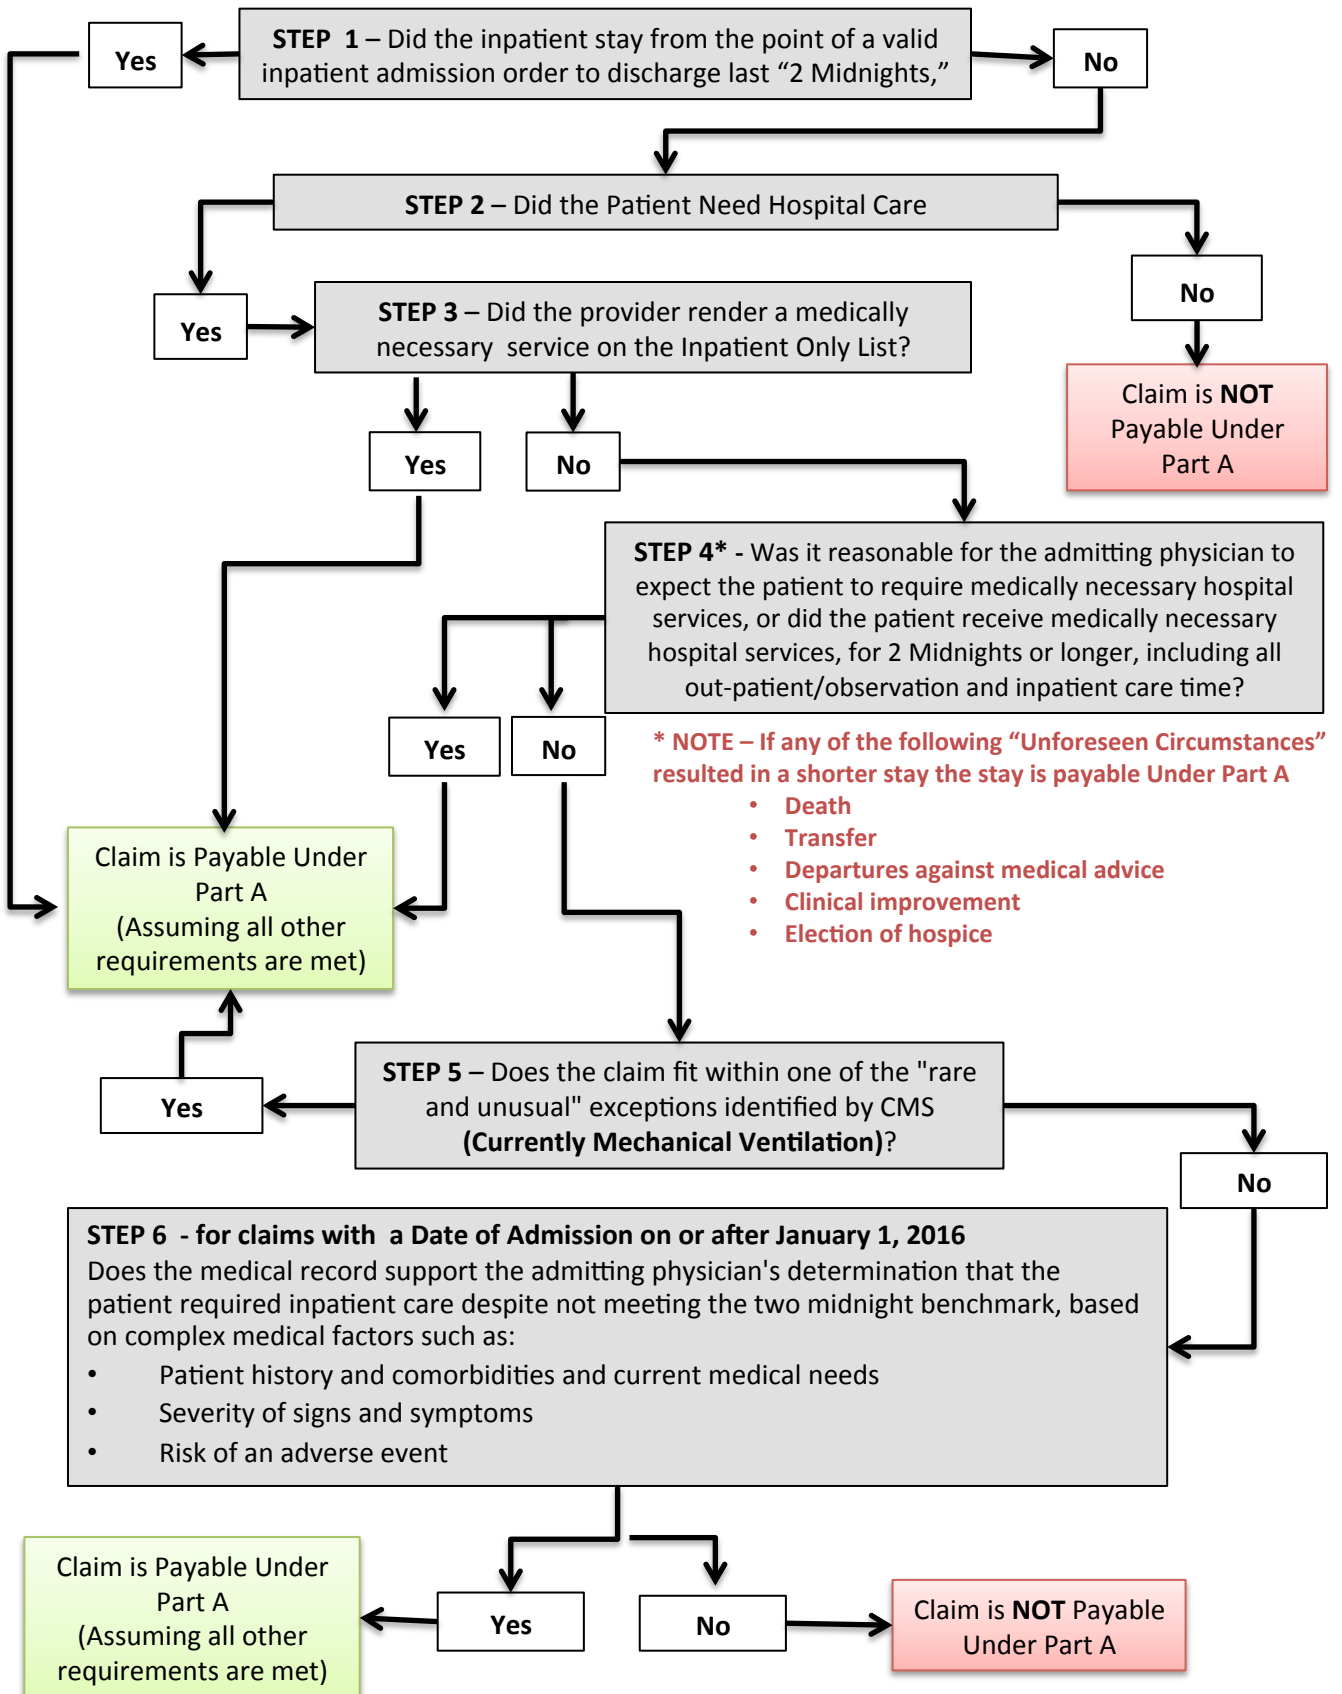 STEP 1 – Did the inpatient stay from the point of a valid
inpatient admission order to discharge last “2 Midnights,”
Yes
No
STEP 2 – Did the Patient Need Hospital Care
Yes
No
Claim is NOT
Payable Under
Part A
STEP 3 – Did the provider render a medically
necessary service on the Inpatient Only List?
Yes
No
STEP 4* - Was it reasonable for the admitting physician to
expect the patient to require medically necessary hospital
services, or did the patient receive medically necessary
hospital services, for 2 Midnights or longer, including all
out-patient/observation and inpatient care time?
Yes
No
* NOTE – If any of the following “Unforeseen Circumstances”
resulted in a shorter stay the stay is payable Under Part A
• Death
• Transfer
• Departures against medical advice
• Clinical improvement
• Election of hospice
Claim is Payable Under
Part A
(Assuming all other
requirements are met)
STEP 5 – Does the claim fit within one of the "rare
and unusual" exceptions identified by CMS
(Currently Mechanical Ventilation)?
Yes
No
STEP 6 - for claims with a Date of Admission on or after January 1, 2016
Does the medical record support the admitting physician's determination that the
patient required inpatient care despite not meeting the two midnight benchmark, based
on complex medical factors such as:
• Patient history and comorbidities and current medical needs
• Severity of signs and symptoms
• Risk of an adverse event
Yes
No
Claim is Payable Under
Part A
(Assuming all other
requirements are met)
Claim is NOT Payable
Under Part A